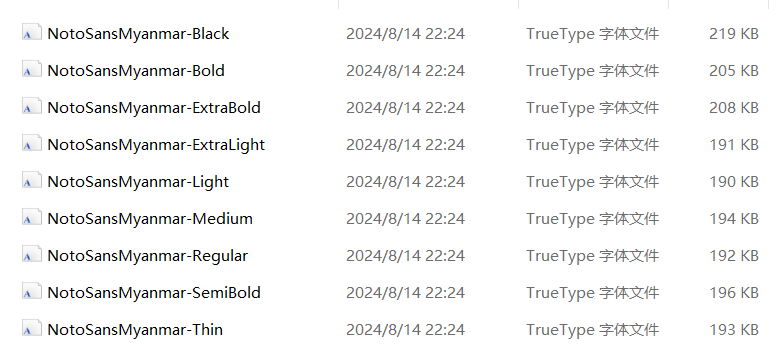 NotoSansMyanmar-Black 2024/8/14 22:24 TrueType 字体文件 219 KB
NotoSansMyanmar-Bold 2024/8/14 22:24 TrueType 字体文件 205 KB
NotoSansMyanmar-ExtraBold 2024/8/14 22:24 TrueType 字体文件 208 KB
NotoSansMyanmar-ExtraLight 2024/8/14 22:24 TrueType 字体文件 191 KB
NotoSansMyanmar-Light 2024/8/14 22:24 TrueType 字体文件 190 KB
NotoSansMyanmar-Medium 2024/8/14 22:24 TrueType 字体文件 194 KB
NotoSansMyanmar-Regular 2024/8/14 22:24 TrueType 字体文件 192 KB
NotoSansMyanmar-SemiBold 2024/8/14 22:24 TrueType 字体文件 196 KB
NotoSansMyanmar-Thin 2024/8/14 22:24 TrueType 字体文件 193 KB